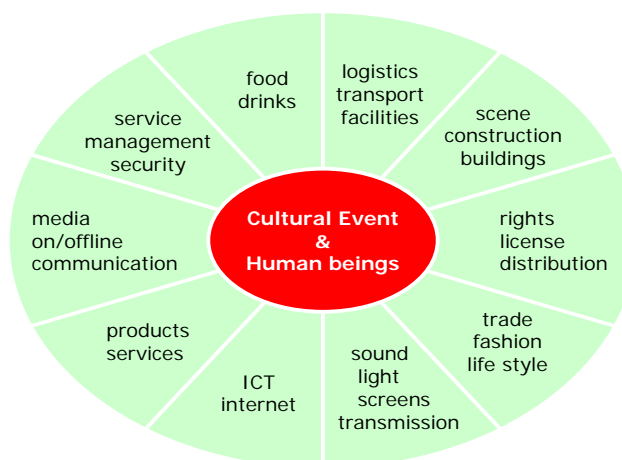 food
drinks
logistics
transport
facilities
scene
construction
buildings
rights
license
distribution
trade
fashion
life style
sound
light
screens
transmission
ICT
internet
products
services
media
on/offline
communication
service
management
security
Cultural Event
&
Human beings